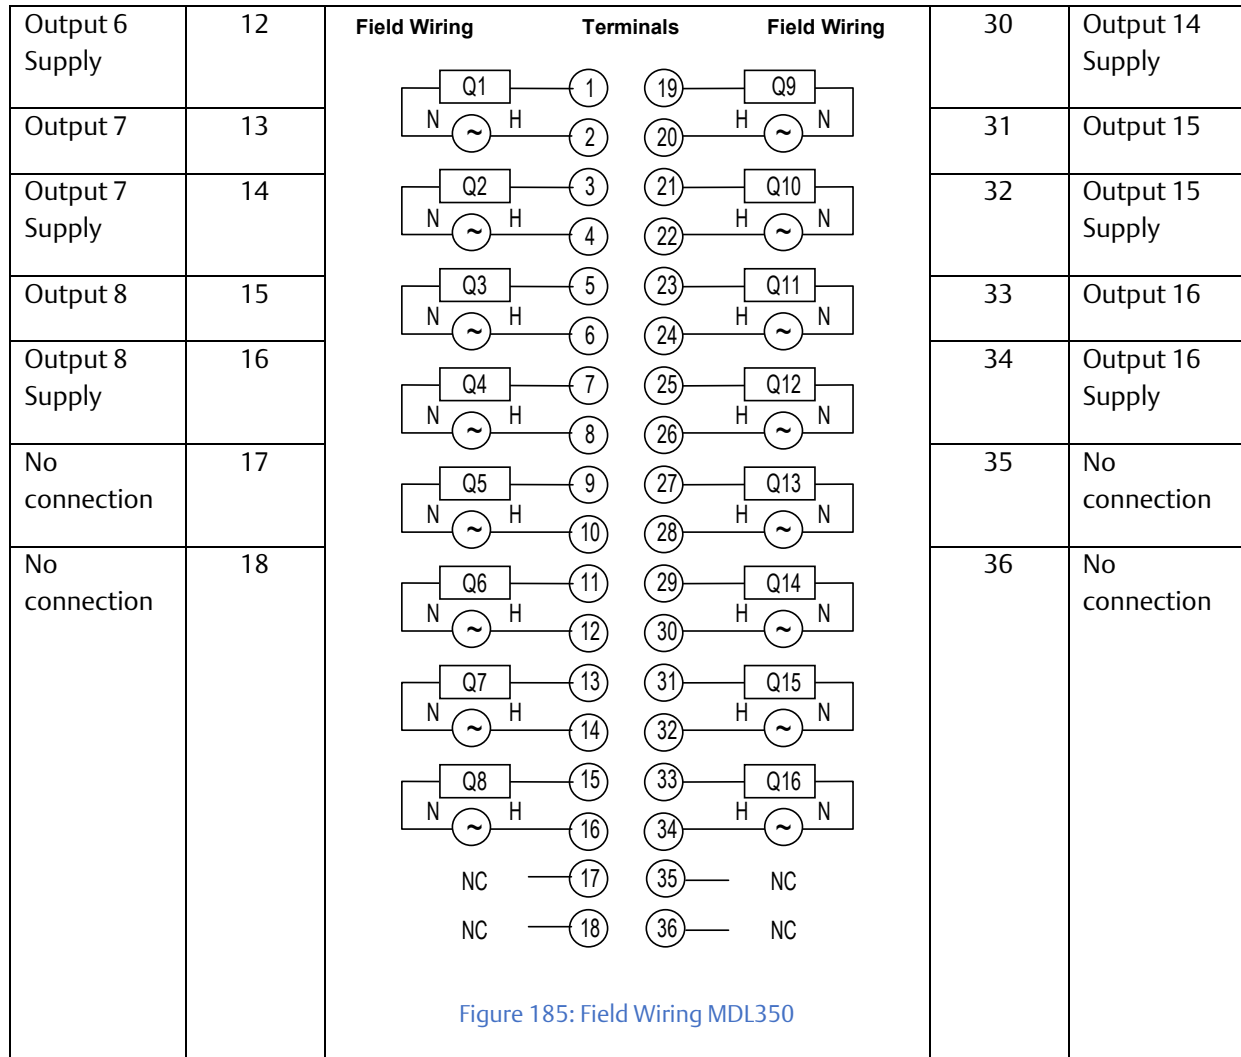 Output 6
Supply
12
Output 7
13
Output 7
Supply
14
Output 8
15
Output 8
Supply
16
No
connection
17
No
connection
18
Field Wiring Terminals Field Wiring
Q1 1 19 Q9
N ~ H 2 20 H ~ N
Q2 3 21 Q10
N ~ H 4 22 H ~ N
Q3 5 23 Q11
N ~ H 6 24 H ~ N
Q4 7 25 Q12
N ~ H 8 26 H ~ N
Q5 9 27 Q13
N ~ H 10 28 H ~ N
Q6 11 29 Q14
N ~ H 12 30 H ~ N
Q7 13 31 Q15
N ~ H 14 32 H ~ N
Q8 15 33 Q16
N ~ H 16 34 H ~ N
NC 17 35 NC
NC 18 36 NC
Figure 185: Field Wiring MDL350
30
Output 14
Supply
31
Output 15
32
Output 15
Supply
33
Output 16
34
Output 16
Supply
35
No
connection
36
No
connection